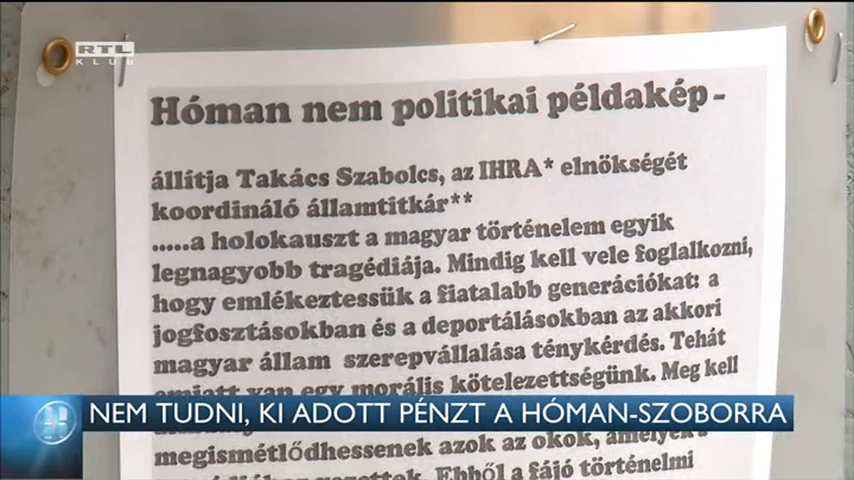 RTL
KLUB
Hóman nem politikai példakép -
állítja Takács Szabolcs, az IHRA* elnökségét
koordináló államtitkár**
.....a holokauszt a magyar történelem egyik
legnagyobb tragédiája. Mindig kell vele foglalkozni,
hogy emlékeztessük a fiatalabb generációkat: a
jogfosztásokban és a deportálásokban az akkori
magyar állam szerepvállalása ténykérdés. Tehát
emiatt van egy morális kötelezettségünk. Meg kell
NEM TUDNI, KI ADOTT PÉNZT A HÓMAN-SZOBORRA
megismétlődhessenek azok az okok, amelyek a
vezettek. Ebből a fájó történelmi